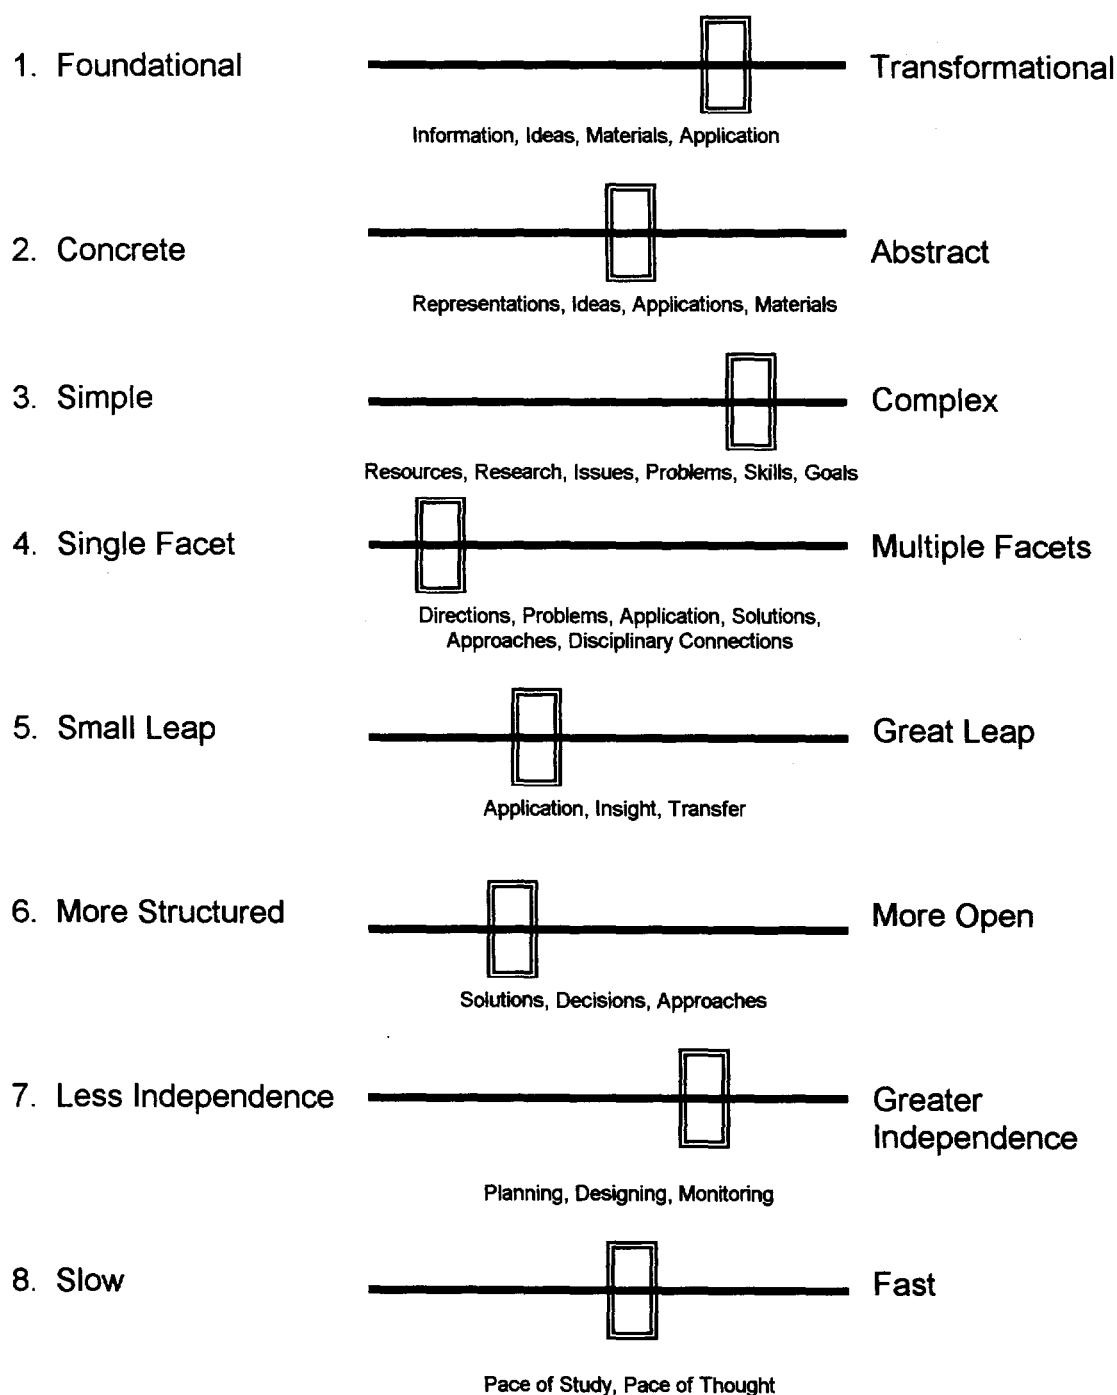 1. Foundational
Transformational
Information, Ideas, Materials, Application
2. Concrete
Abstract
Representations, Ideas, Applications, Materials
3. Simple
Complex
Resources, Research, Issues, Problems, Skills, Goals
4. Single Facet
Multiple Facets
Directions, Problems, Application, Solutions,
Approaches, Disciplinary Connections
5. Small Leap
Great Leap
Application, Insight, Transfer
6. More Structured
More Open
Solutions, Decisions, Approaches
7. Less Independence
Greater
Independence
Planning, Designing, Monitoring
8. Slow
Fast
Pace of Study, Pace of Thought